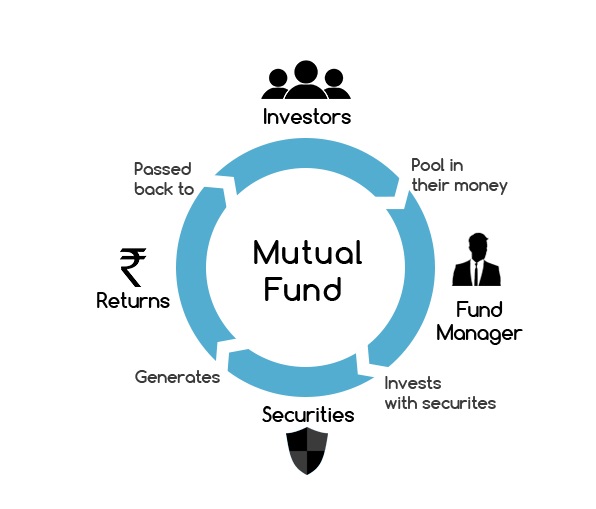 Investors
Passed
back to
Pool in
their money
Mutual
Fund
₹
Returns
Fund
Manager
Generates
Invests
with securites
Securities